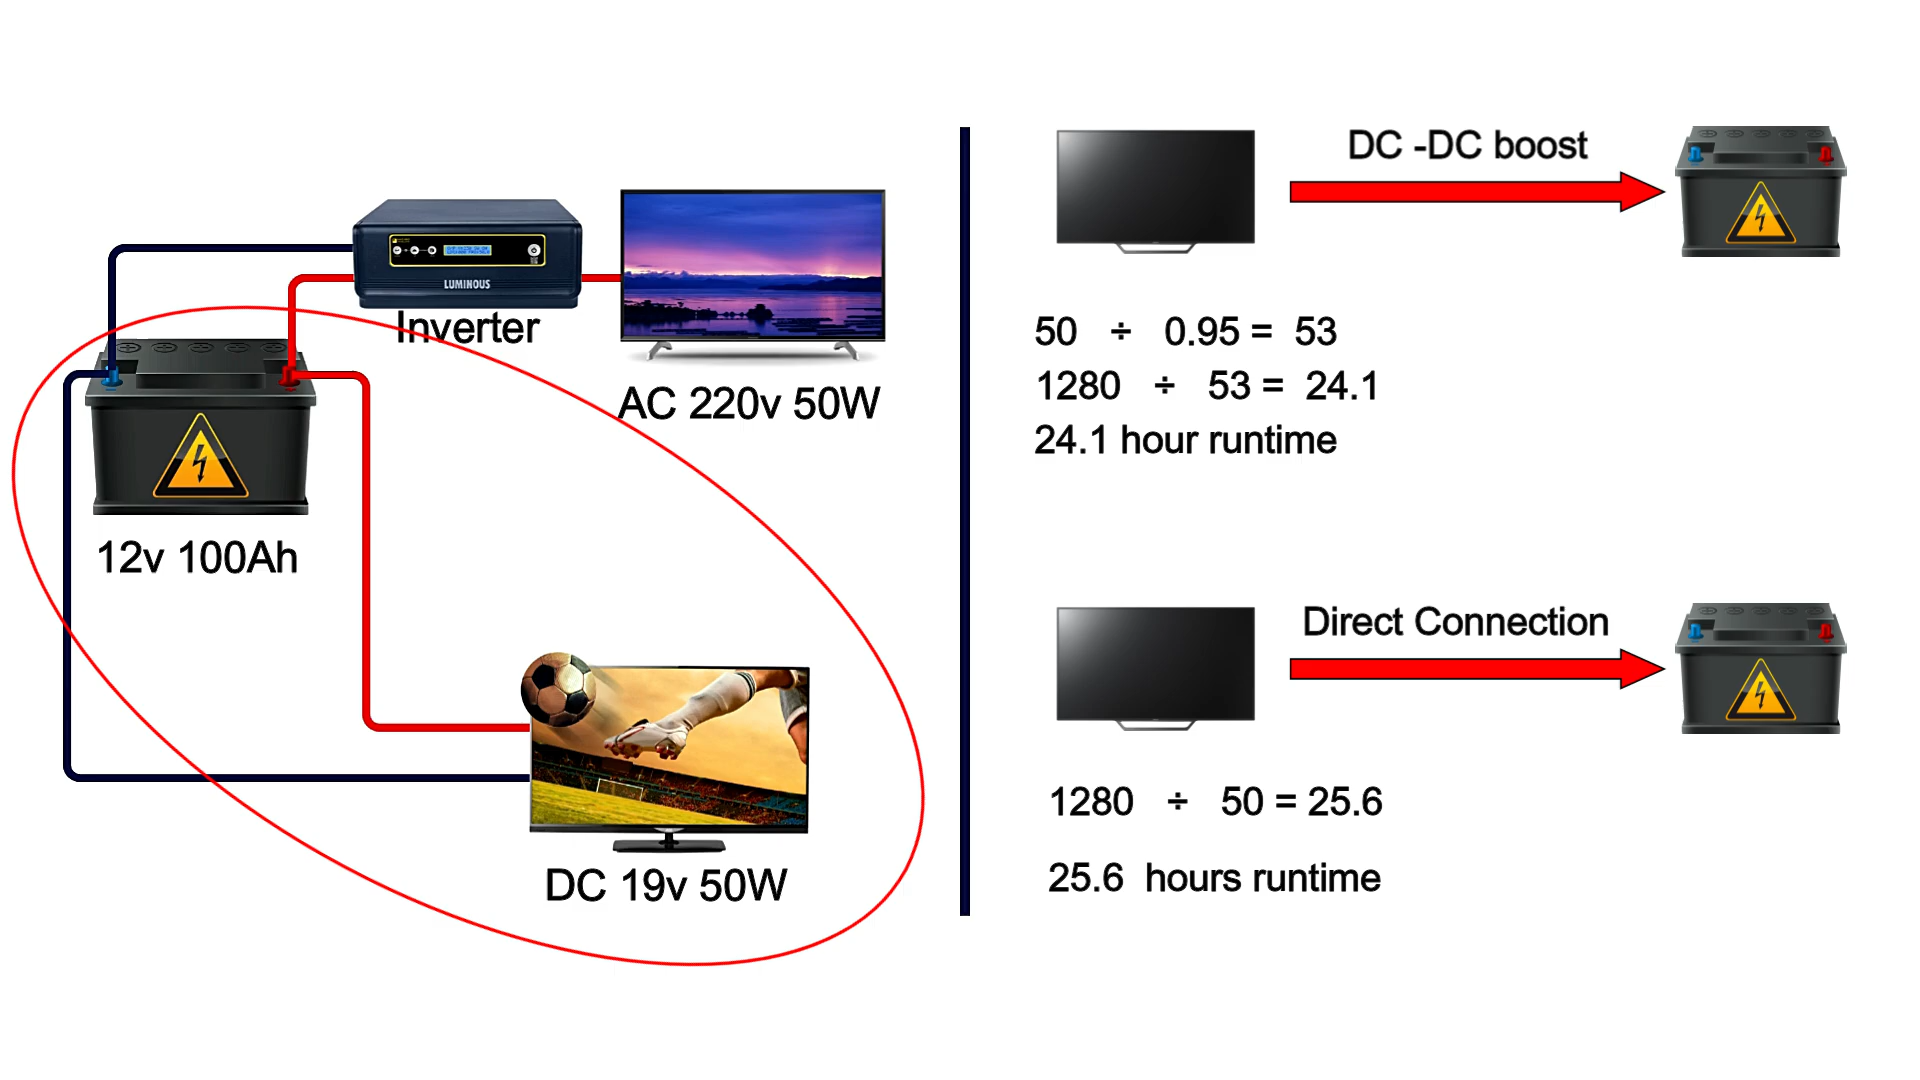 LUMINOUS
Inverter
AC 220v 50W
12v 100Ah
DC 19v 50W
DC -DC boost
50 ÷ 0.95 = 53
1280 ÷ 53 = 24.1
24.1 hour runtime
Direct Connection
1280 ÷ 50 = 25.6
25.6 hours runtime